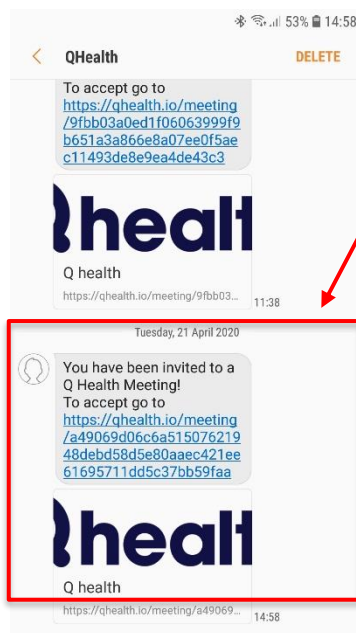 53% 14:58
QHealth DELETE
To accept go to
https://qhealth.io/meeting
/9fbb03a0ed1f06063999f9
b651a3a866e8a07ee0f5ae
c11493de8e9ea4de43c3
health
Q health
https://qhealth.io/meeting/9fbb03... 11:38
Tuesday, 21 April 2020
You have been invited to a
Q Health Meeting!
To accept go to
https://qhealth.io/meeting
/a49069d06c6a515076219
48debd58d5e80aaec421ee
61695711dd5c37bb59faa
health
Q health
https://qhealth.io/meeting/a49069... 14:58